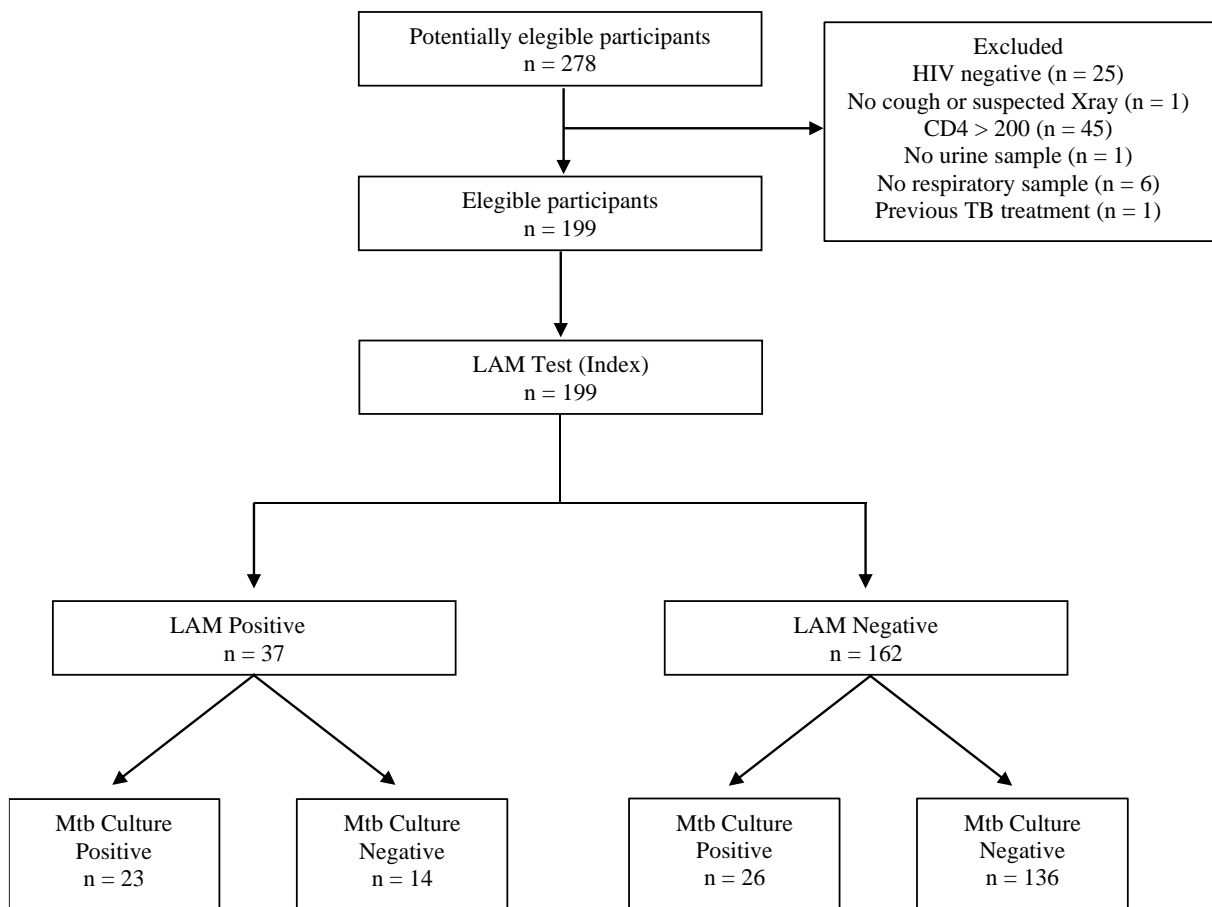 Potentially elegible participants
n = 278
Excluded
HIV negative (n = 25)
No cough or suspected Xray (n = 1)
CD4 > 200 (n = 45)
No urine sample (n = 1)
No respiratory sample (n = 6)
Previous TB treatment (n = 1)
Elegible participants
n = 199
LAM Test (Index)
n = 199
LAM Positive
n = 37
LAM Negative
n = 162
Mtb Culture
Positive
n = 23
Mtb Culture
Negative
n = 14
Mtb Culture
Positive
n = 26
Mtb Culture
Negative
n = 136